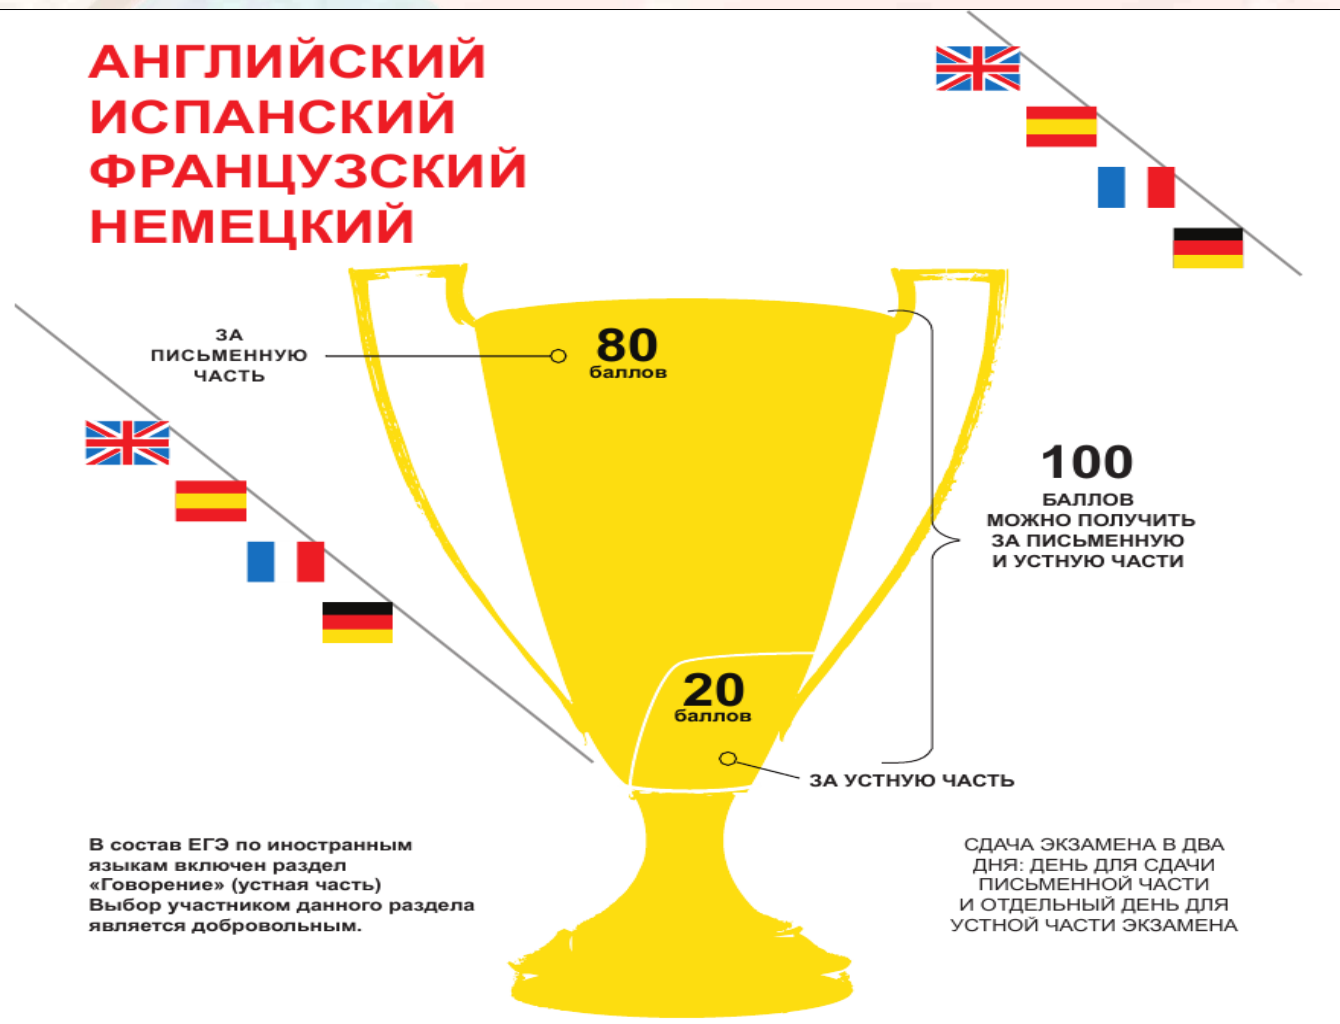 АНГЛИЙСКИЙ
ИСПАНСКИЙ
ФРАНЦУЗСКИЙ
НЕМЕЦКИЙ
ЗА
ПИСЬМЕННУЮ
ЧАСТЬ
80
баллов
100
БАЛЛОВ
МОЖНО ПОЛУЧИТЬ
ЗА ПИСЬМЕННУЮ
И УСТНУЮ ЧАСТИ
20
баллов
ЗА УСТНУЮ ЧАСТЬ
В состав ЕГЭ по иностранным
языкам включен раздел
«Говорение» (устная часть)
Выбор участником данного раздела
является добровольным.
СДАЧА ЭКЗАМЕНА В ДВА
ДНЯ: ДЕНЬ ДЛЯ СДАЧИ
ПИСЬМЕННОЙ ЧАСТИ
И ОТДЕЛЬНЫЙ ДЕНЬ ДЛЯ
УСТНОЙ ЧАСТИ ЭКЗАМЕНА